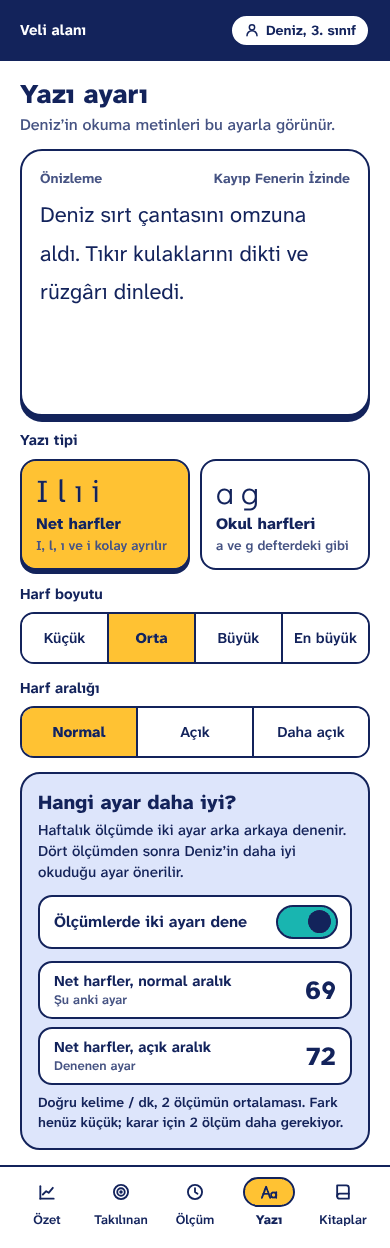 Veli alanı
Deniz, 3. sınıf
Yazı ayarı
Deniz’in okuma metinleri bu ayarla görünür.
Önizleme
Kayıp Fenerin İzinde
Deniz sırt çantasını omzuna
aldı. Tıkır kulaklarını dikti ve
rüzgârı dinledi.
Yazı tipi
I l ı i
Net harfler
I, l, ı ve i kolay ayrılır
a g
Okul harfleri
a ve g defterdeki gibi
Harf boyutu
Küçük
Orta
Büyük
En büyük
Harf aralığı
Normal
Açık
Daha açık
Hangi ayar daha iyi?
Haftalık ölçümde iki ayar arka arkaya denenir.
Dört ölçümden sonra Deniz’in daha iyi
okuduğu ayar önerilir.
Ölçümlerde iki ayarı dene
Net harfler, normal aralık
Şu anki ayar
69
Net harfler, açık aralık
Denenen ayar
72
Doğru kelime / dk, 2 ölçümün ortalaması. Fark
henüz küçük; karar için 2 ölçüm daha gerekiyor.
Özet
Takılınan
Ölçüm
Aa
Yazı
Kitaplar